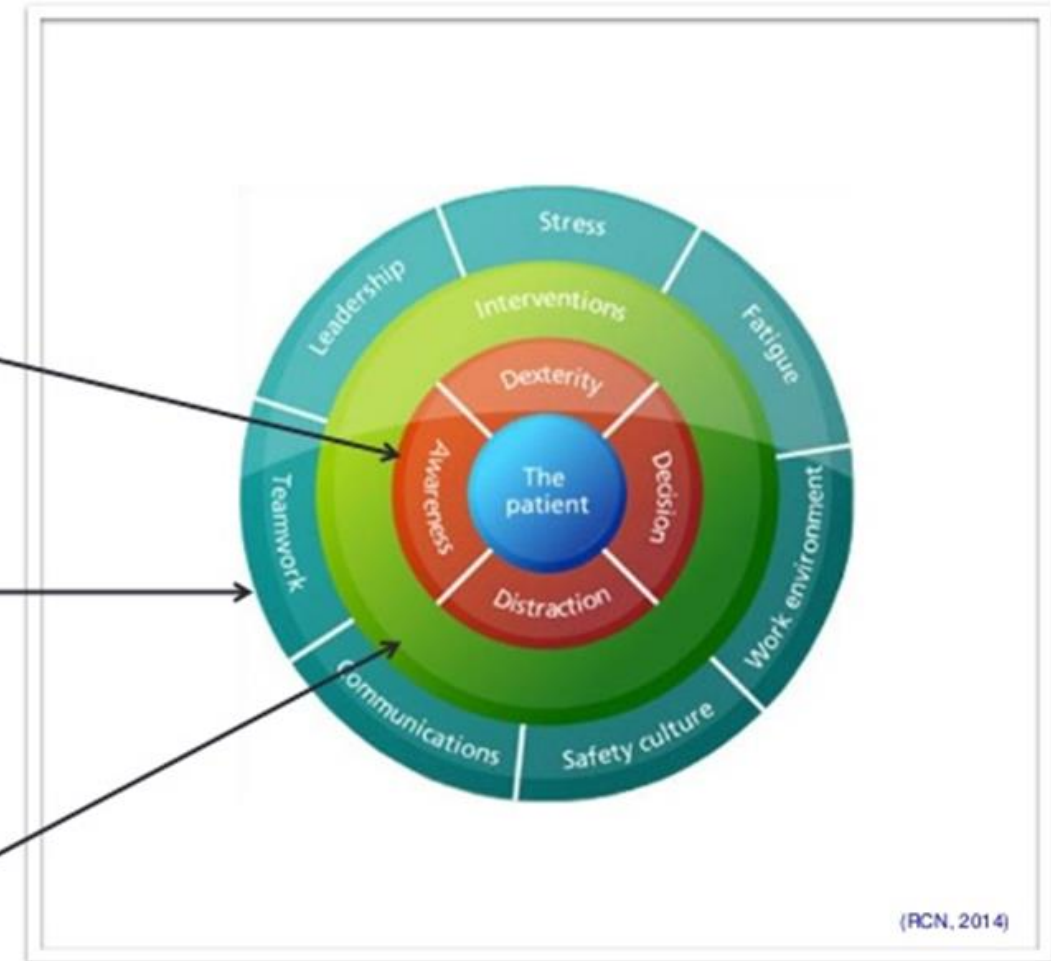 Stress
Leadership
Fatigue
Interventions
Dexterity
Awareness
The
patient
Decision
Teamwork
Distraction
Work environment
Communications
Safety culture
(RCN, 2014)